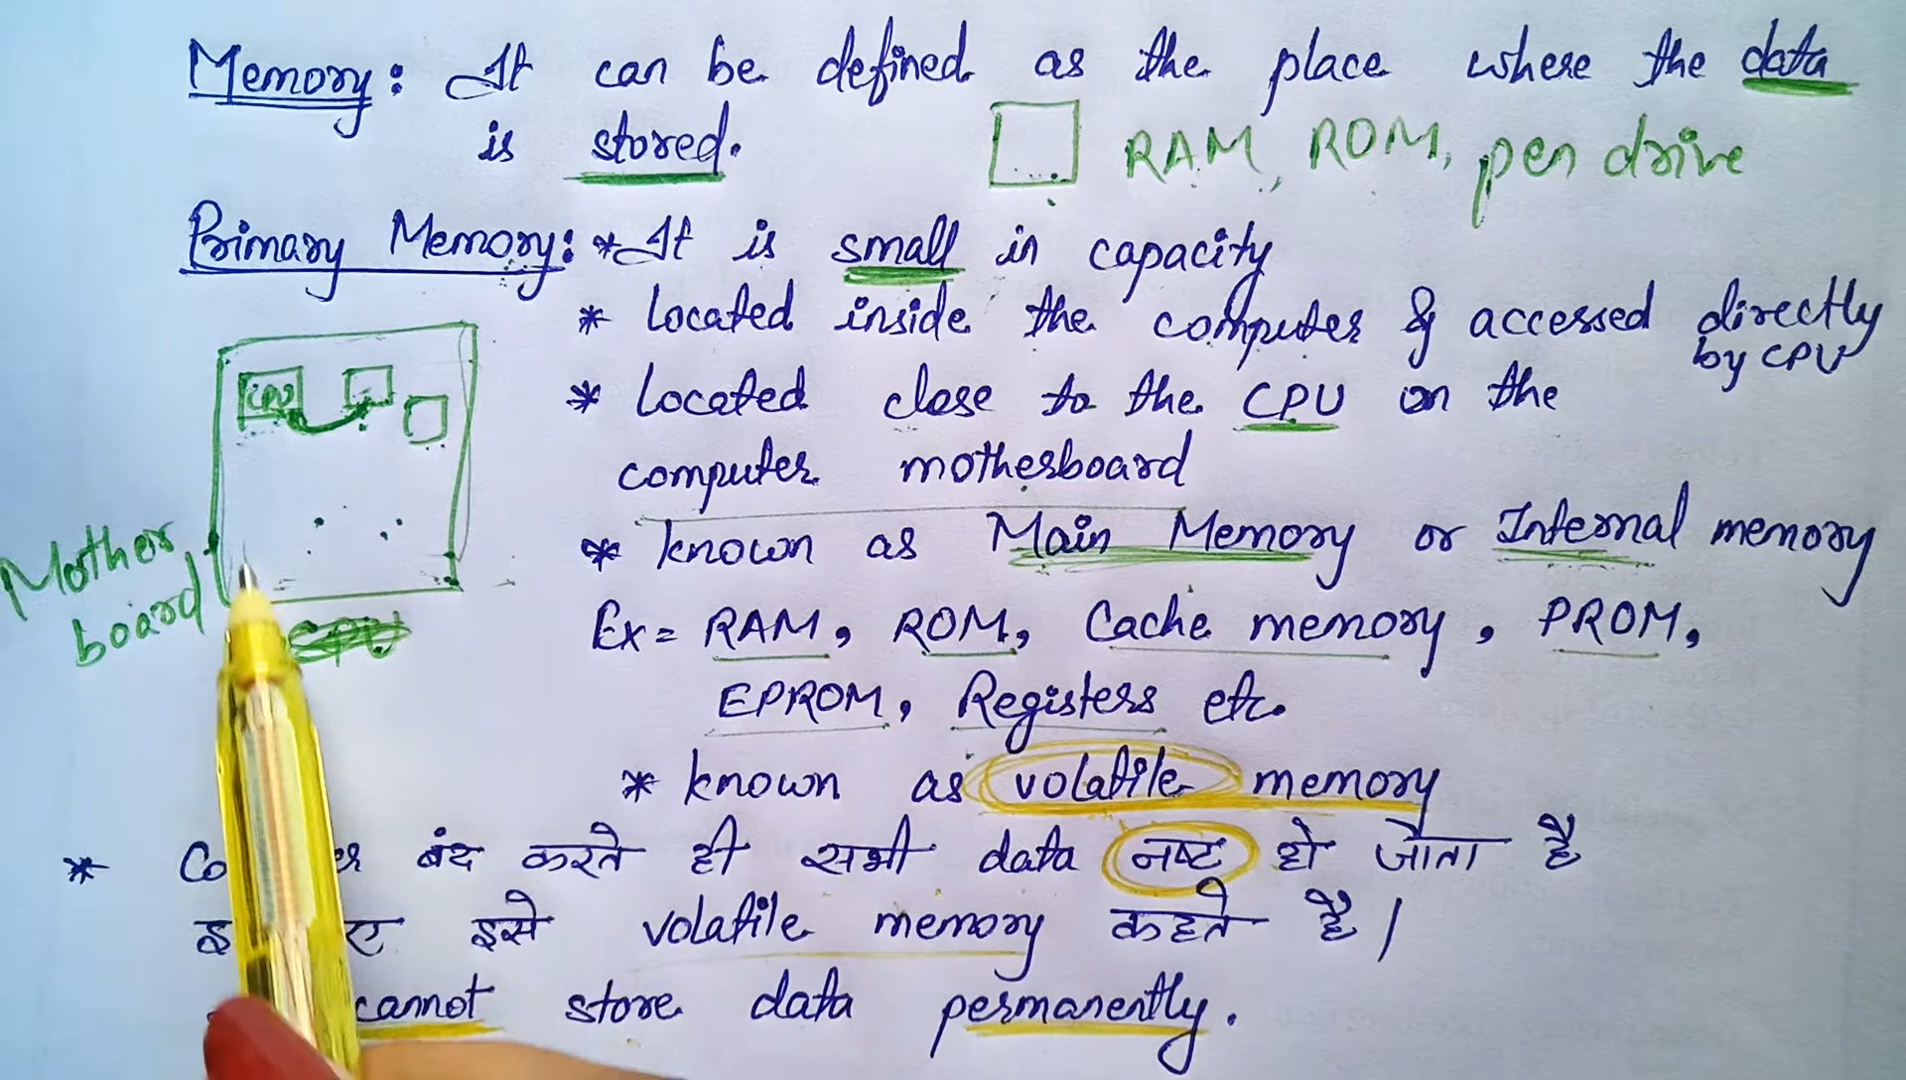 Memory: It can be defined as the place where the data
is stored.
RAM, ROM, pen drive
Primary Memory: * It is small in capacity
* Located inside the computer & accessed directly
by CPU
* Located close to the CPU on the
computer motherboard
* known as Main Memory or Internal memory
Ex = RAM, ROM, Cache memory, PROM,
EPROM, Registers etc.
* known as volatile memory
CPU
Mother
board
* बंद करते ही सभी data नष्ट हो जाता है
इसे volatile memory कहते है।
cannot store data permanently.